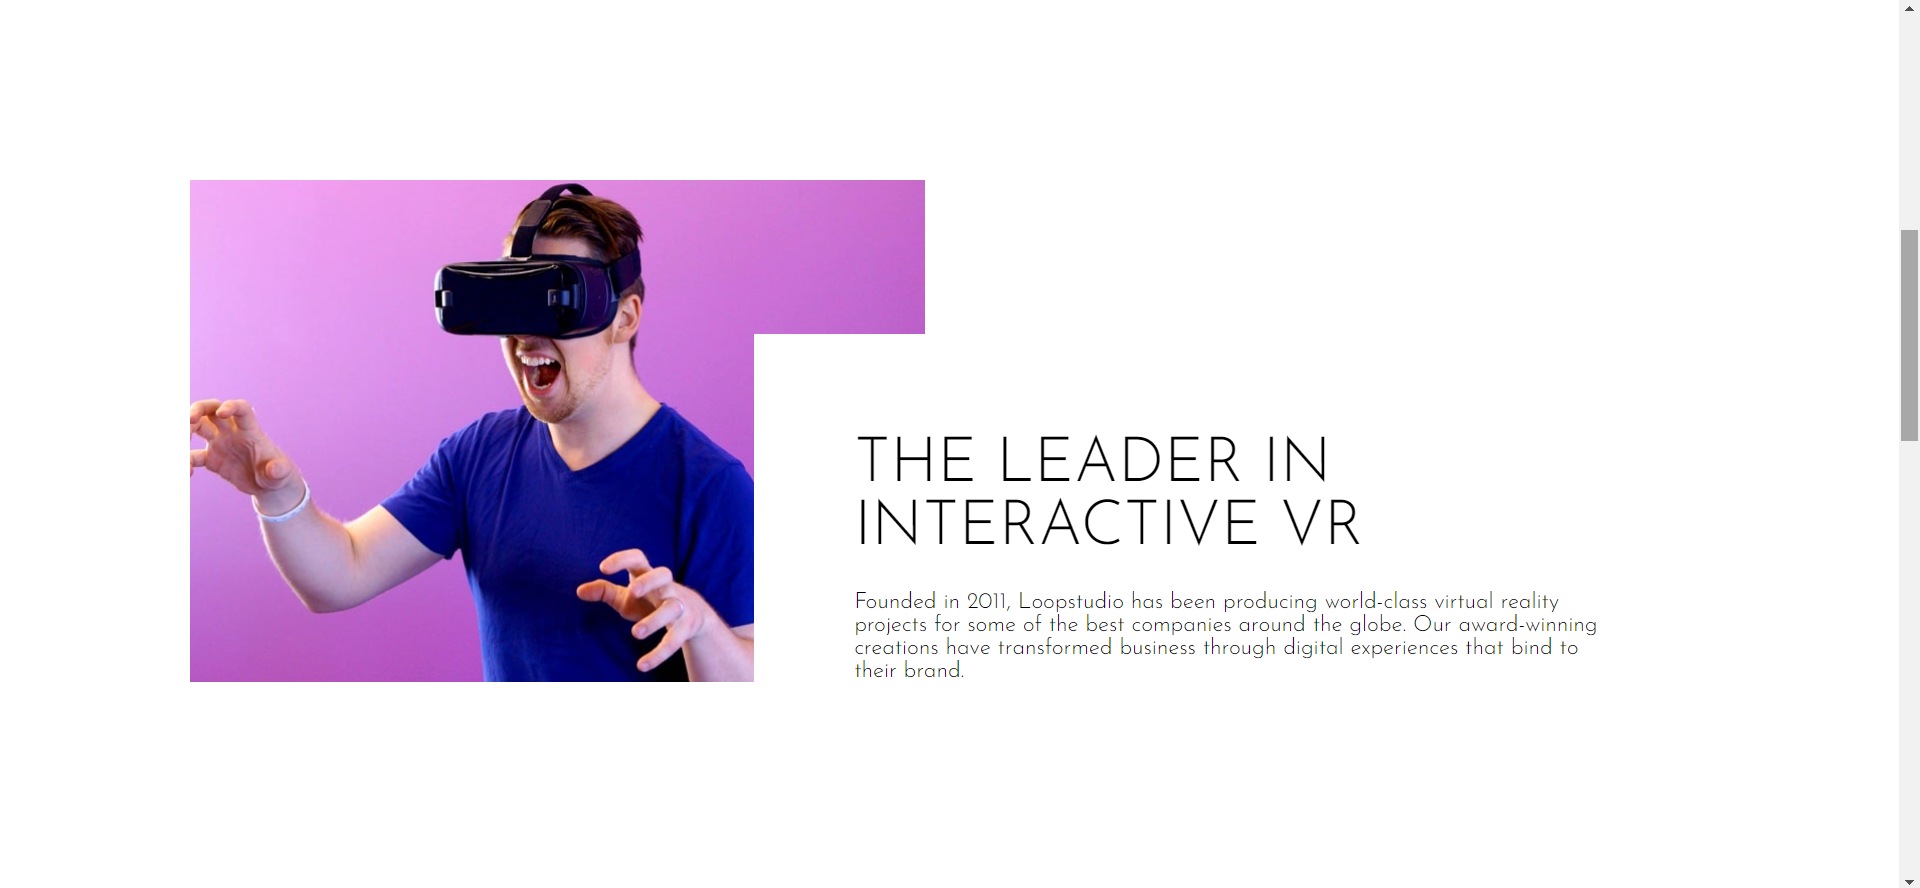 THE LEADER IN
INTERACTIVE VR
Founded in 2011, Loopstudio has been producing world-class virtual reality
projects for some of the best companies around the globe. Our award-winning
creations have transformed business through digital experiences that bind to
their brand.